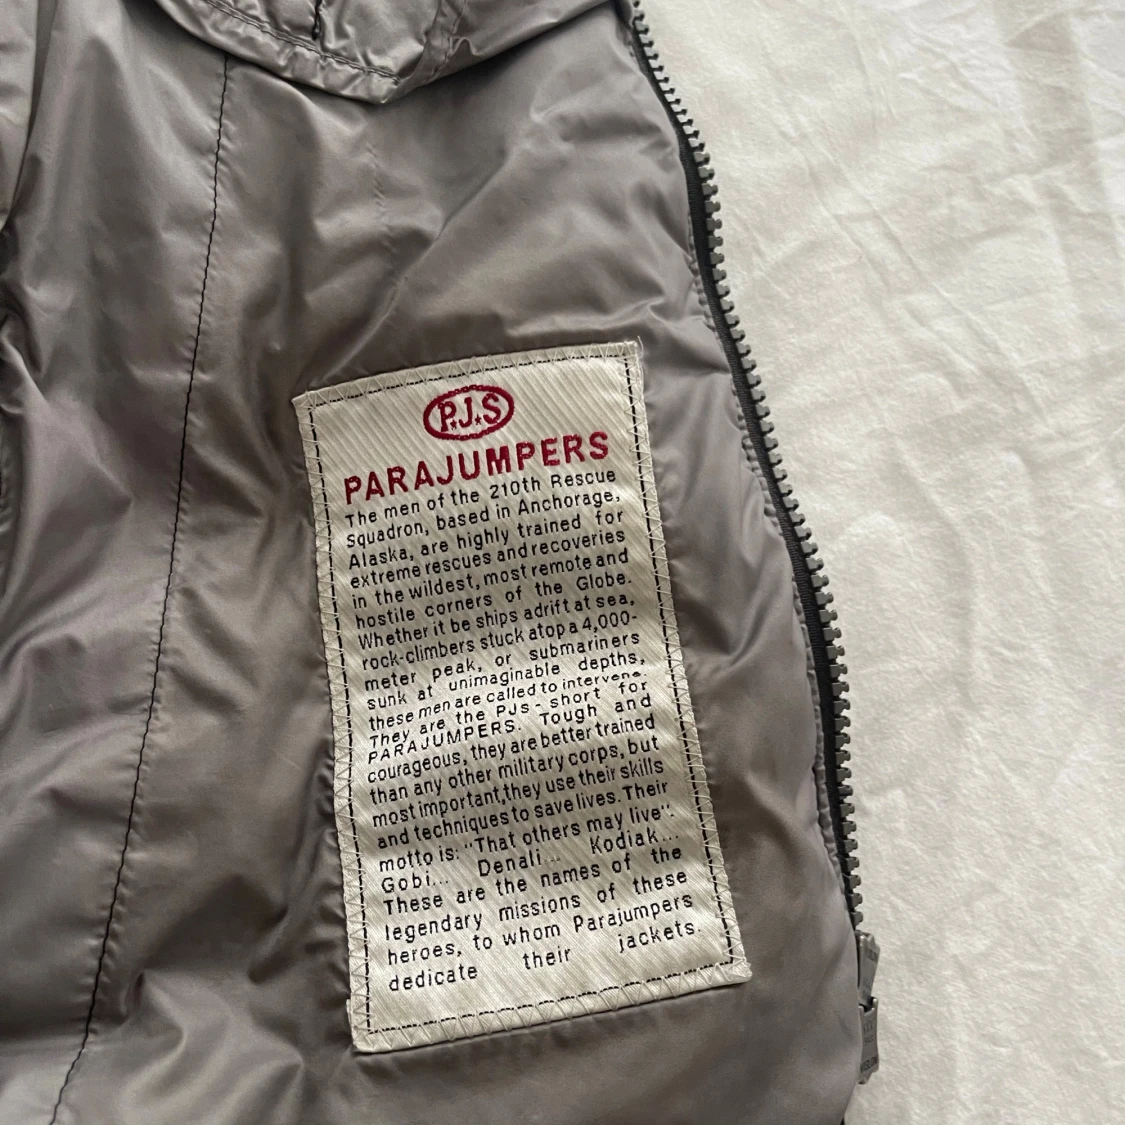 P.J.S
PARAJUMPERS
The men of the 210th Rescue
Squadron, based in Anchorage,
Alaska, are highly trained for
extreme rescues and recoveries
in the wildest, most remote and
hostile corners of the Globe.
Whether it be ships adrift at sea,
rock-climbers stuck atop a 4,000-
meter peak, or submariners
sunk at unimaginable depths,
these men are called to intervene.
They are the PJs - short for
PARAJUMPERS. Tough and
courageous, they are better trained
than any other military corps, but
most important,they use their skills
and techniques to save lives. Their
motto is: "That others may live".
Gobi... Denali... Kodiak...
These are the names of the
legendary missions of these
heroes, to whom Parajumpers
dedicate their jackets.